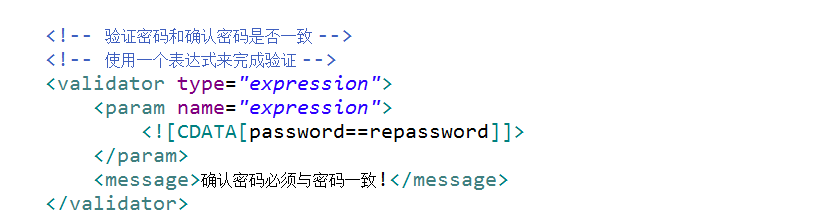 <!-- 验证密码和确认密码是否一致 -->
<!-- 使用一个表达式来完成验证 -->
<validator type="expression">
    <param name="expression">
        <![CDATA[password==repassword]]>
    </param>
    <message>确认密码必须与密码一致!</message>
</validator>